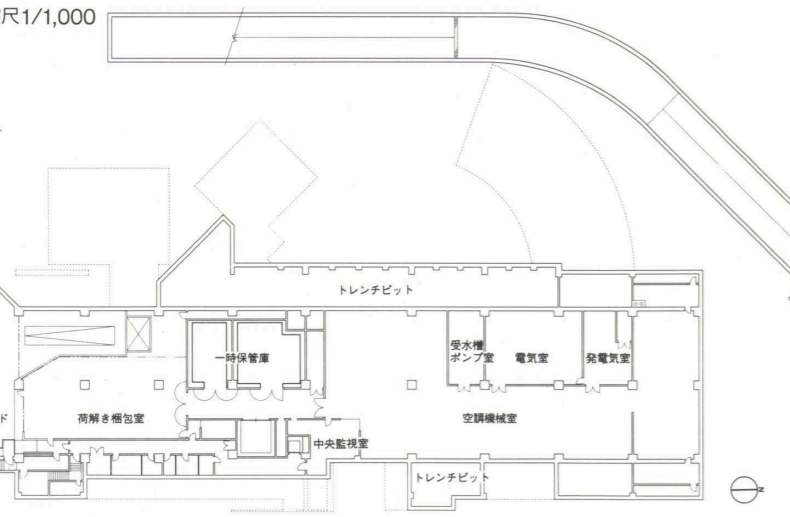 尺1/1,000
トレンチピット
一時保管庫
受水槽
ポンプ室
電気室
発電気室
ド
荷解き梱包室
空調機械室
中央監視室
トレンチピット
N